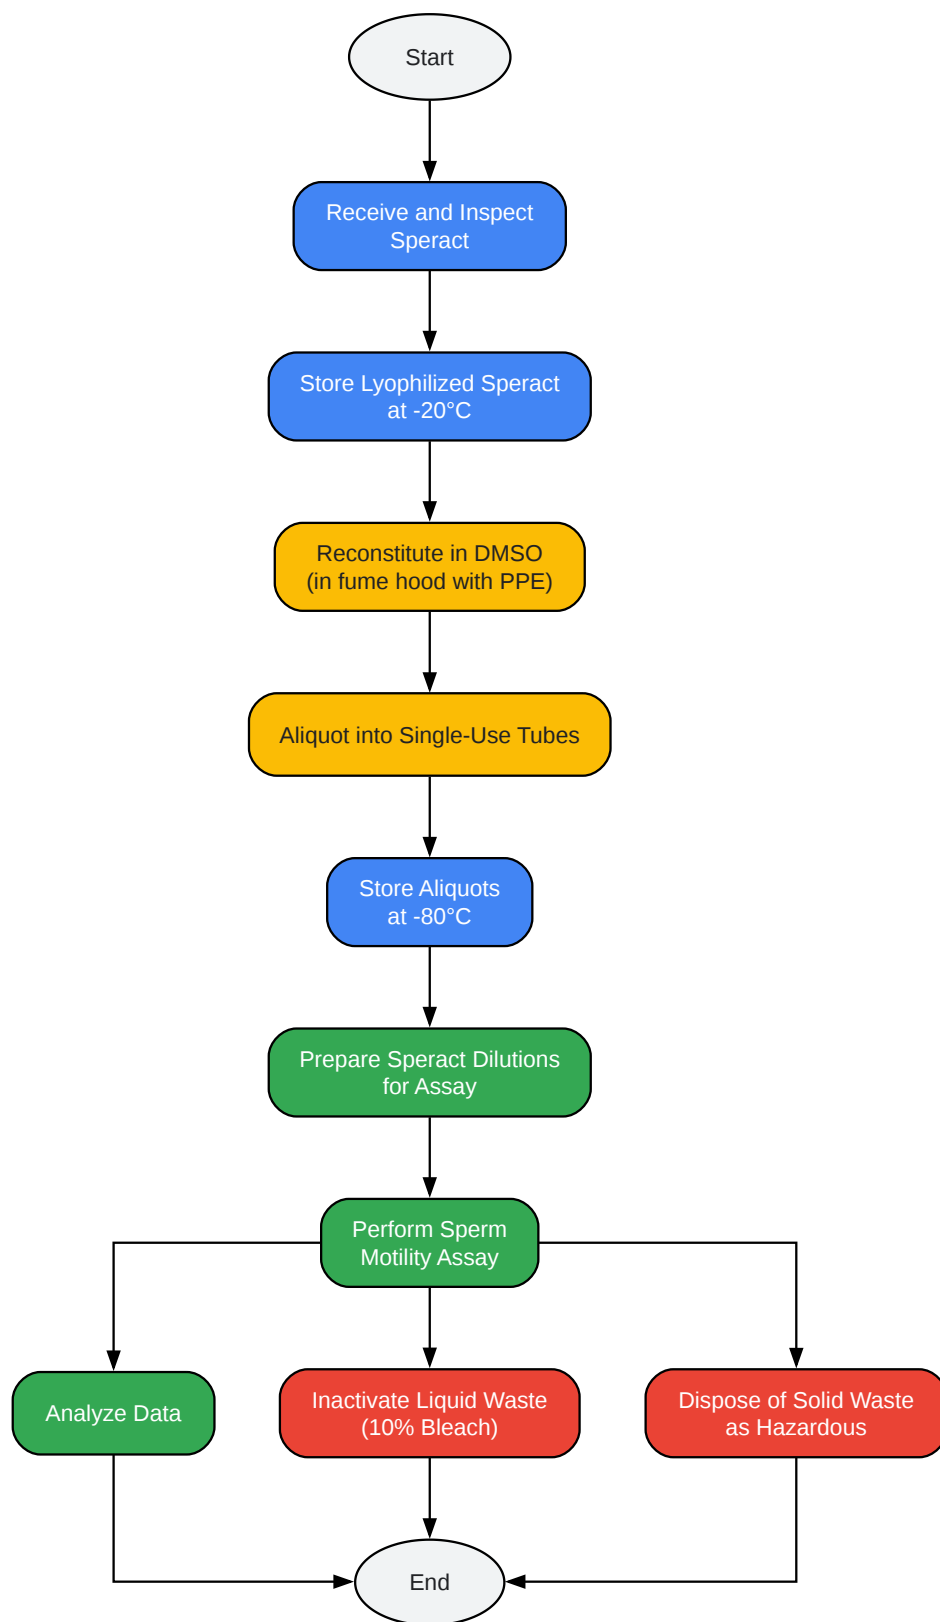 Start
Receive and Inspect
Speract
Store Lyophilized Speract
at -20°C
Reconstitute in DMSO
(in fume hood with PPE)
Aliquot into Single-Use Tubes
Store Aliquots
at -80°C
Prepare Speract Dilutions
for Assay
Perform Sperm
Motility Assay
Analyze Data
Inactivate Liquid Waste
(10% Bleach)
Dispose of Solid Waste
as Hazardous
End